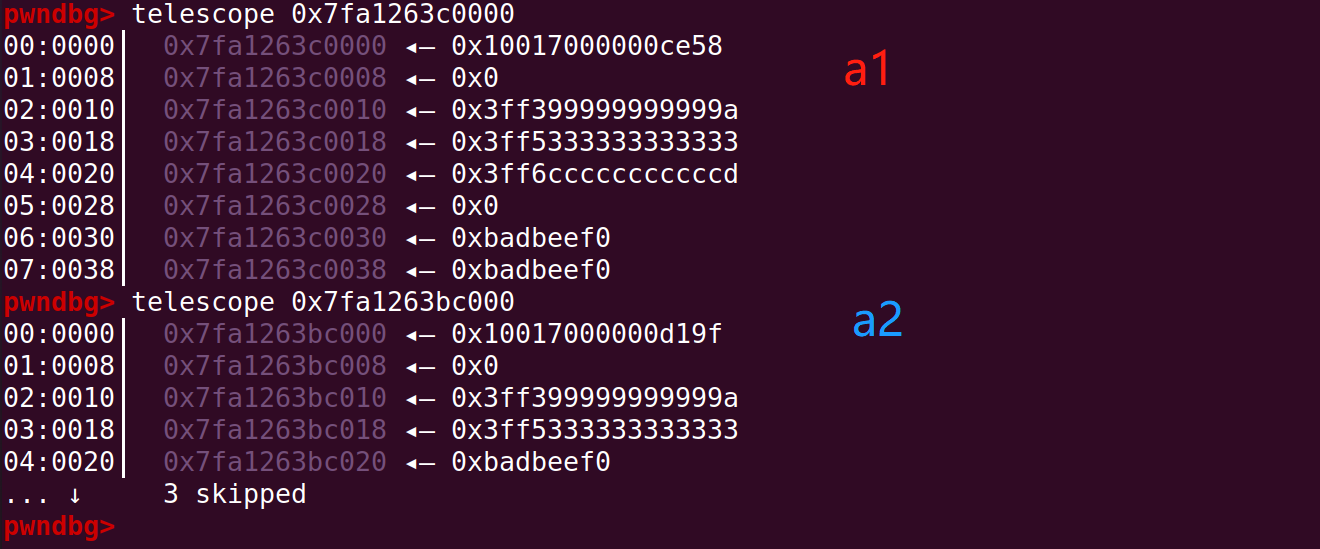 pwndbg> telescope 0x7fa1263c0000
00:0000│  0x7fa1263c0000 ◂— 0x10017000000ce58
01:0008│  0x7fa1263c0008 ◂— 0x0
02:0010│  0x7fa1263c0010 ◂— 0x3ff399999999999a
03:0018│  0x7fa1263c0018 ◂— 0x3ff5333333333333
04:0020│  0x7fa1263c0020 ◂— 0x3ff6cccccccccccd
05:0028│  0x7fa1263c0028 ◂— 0x0
06:0030│  0x7fa1263c0030 ◂— 0xbadbeef0
07:0038│  0x7fa1263c0038 ◂— 0xbadbeef0
a1
pwndbg> telescope 0x7fa1263bc000
00:0000│  0x7fa1263bc000 ◂— 0x10017000000d19f
01:0008│  0x7fa1263bc008 ◂— 0x0
02:0010│  0x7fa1263bc010 ◂— 0x3ff399999999999a
03:0018│  0x7fa1263bc018 ◂— 0x3ff5333333333333
04:0020│  0x7fa1263bc020 ◂— 0xbadbeef0
... ↓     3 skipped
a2
pwndbg>